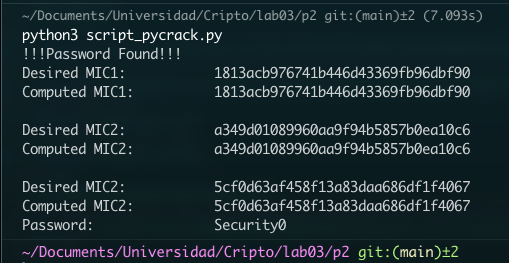 ~/Documents/Universidad/Cripto/lab03/p2 git:(main)±2 (7.093s)
python3 script_pycrack.py
!!!Password Found!!!
Desired MIC1: 1813acb976741b446d43369fb96dbf90
Computed MIC1: 1813acb976741b446d43369fb96dbf90
Desired MIC2: a349d01089960aa9f94b5857b0ea10c6
Computed MIC2: a349d01089960aa9f94b5857b0ea10c6
Desired MIC2: 5cf0d63af458f13a83daa686df1f4067
Computed MIC2: 5cf0d63af458f13a83daa686df1f4067
Password: Security0
~/Documents/Universidad/Cripto/lab03/p2 git:(main)±2